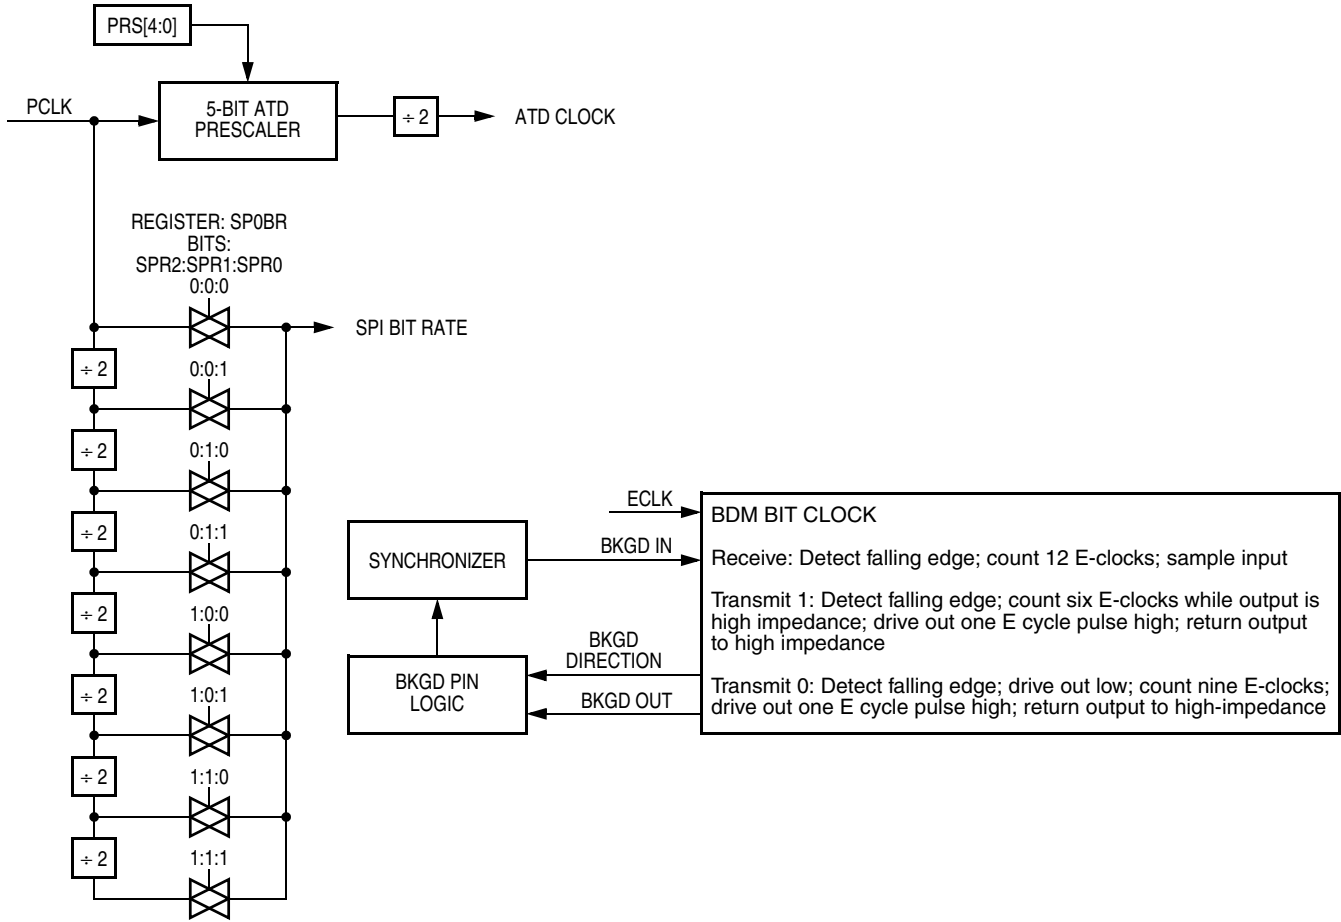 PRS[4:0]
PCLK
5-BIT ATD
PRESCALER
÷ 2
ATD CLOCK
REGISTER: SP0BR
BITS:
SPR2:SPR1:SPR0
0:0:0
SPI BIT RATE
÷ 2
0:0:1
÷ 2
0:1:0
÷ 2
0:1:1
÷ 2
1:0:0
÷ 2
1:0:1
÷ 2
1:1:0
÷ 2
1:1:1
SYNCHRONIZER
BKGD PIN
LOGIC
ECLK
BKGD IN
BKGD
DIRECTION
BKGD OUT
BDM BIT CLOCK
Receive: Detect falling edge; count 12 E-clocks; sample input
Transmit 1: Detect falling edge; count six E-clocks while output is
high impedance; drive out one E cycle pulse high; return output
to high impedance
Transmit 0: Detect falling edge; drive out low; count nine E-clocks;
drive out one E cycle pulse high; return output to high-impedance